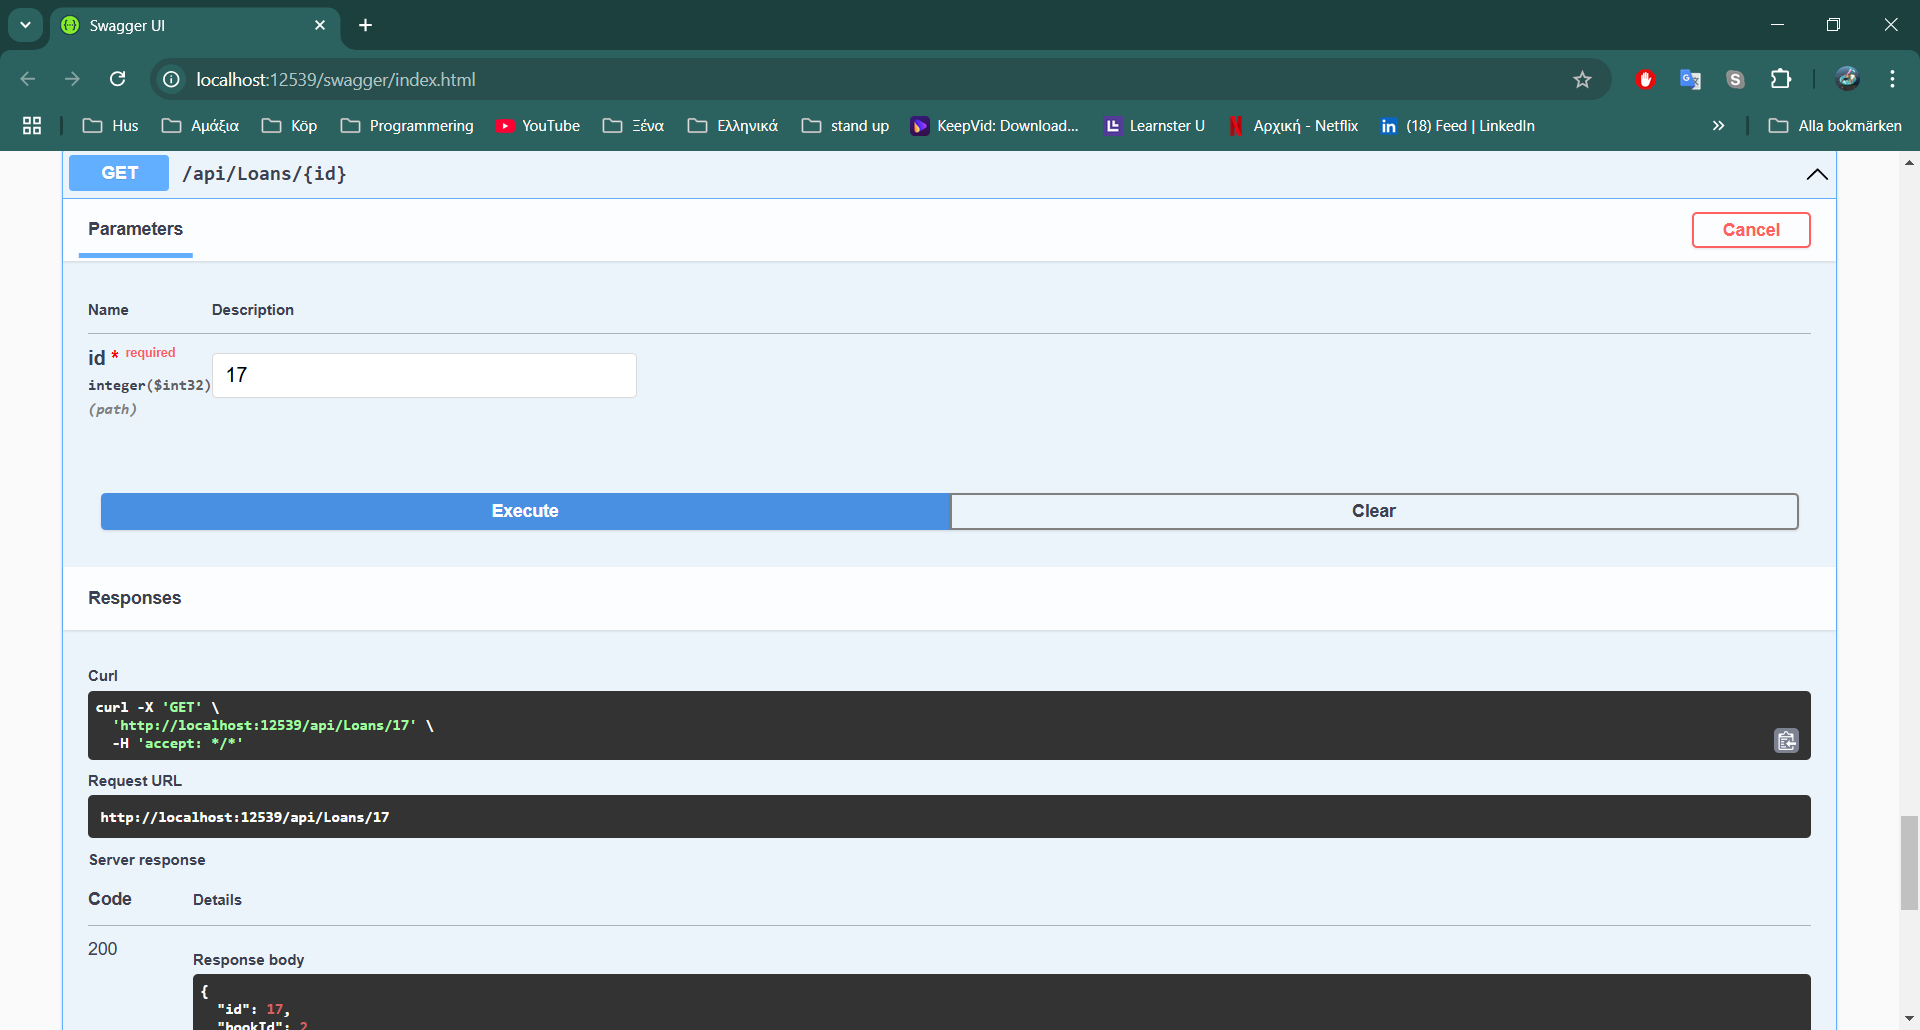 Swagger UI
localhost:12539/swagger/index.html
Hus Αμάξια Köp Programmering YouTube Ξένα Ελληνικά stand up KeepVid: Download... Learnster U Αρχική - Netflix (18) Feed | LinkedIn Alla bokmärken
GET /api/Loans/{id}
Parameters
Cancel
Name Description
id * required
integer($int32)
(path)
17
Execute Clear
Responses
Curl
curl -X 'GET' \
'http://localhost:12539/api/Loans/17' \
-H 'accept: */*'
Request URL
http://localhost:12539/api/Loans/17
Server response
Code Details
200
Response body
{
"id": 17,
"bookId": 2